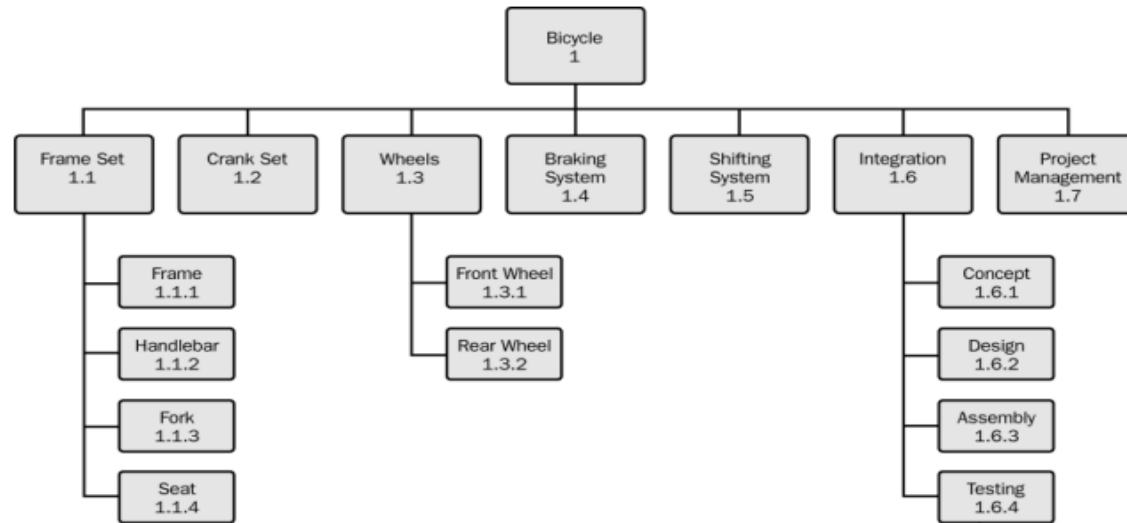 Bicycle
1
Frame Set
1.1
Crank Set
1.2
Wheels
1.3
Braking
System
1.4
Shifting
System
1.5
Integration
1.6
Project
Management
1.7
Frame
1.1.1
Handlebar
1.1.2
Fork
1.1.3
Seat
1.1.4
Front Wheel
1.3.1
Rear Wheel
1.3.2
Concept
1.6.1
Design
1.6.2
Assembly
1.6.3
Testing
1.6.4